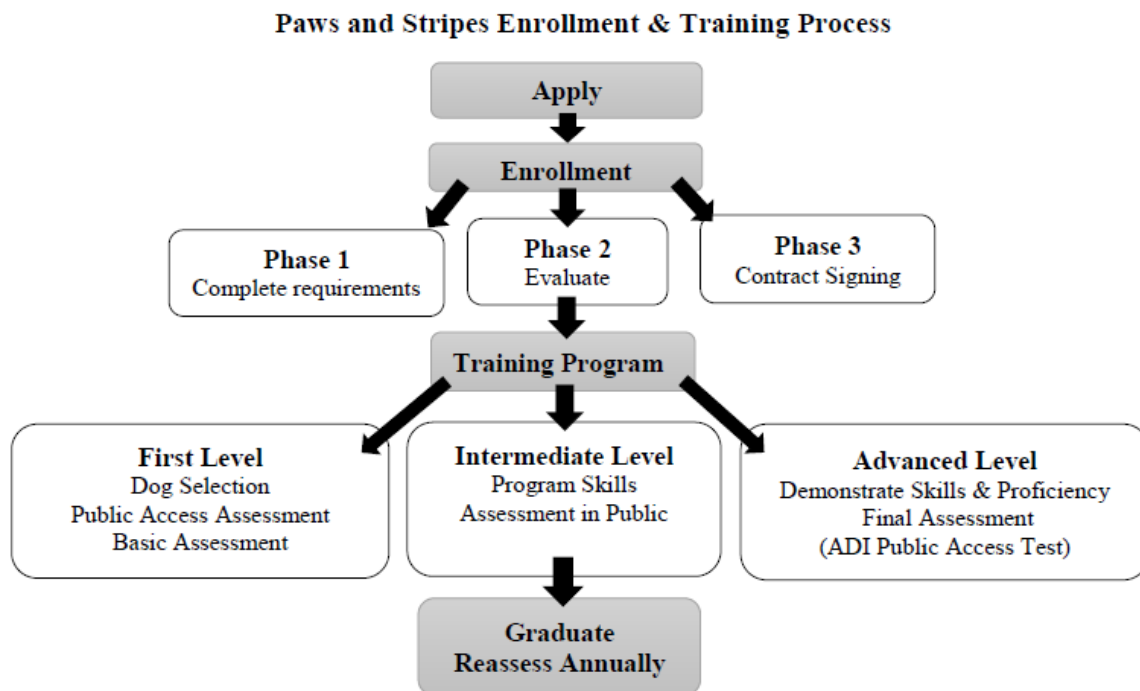 Paws and Stripes Enrollment & Training Process
Apply
Enrollment
Phase 1
Complete requirements
Phase 2
Evaluate
Phase 3
Contract Signing
Training Program
First Level
Dog Selection
Public Access Assessment
Basic Assessment
Intermediate Level
Program Skills
Assessment in Public
Advanced Level
Demonstrate Skills & Proficiency
Final Assessment
(ADI Public Access Test)
Graduate
Reassess Annually